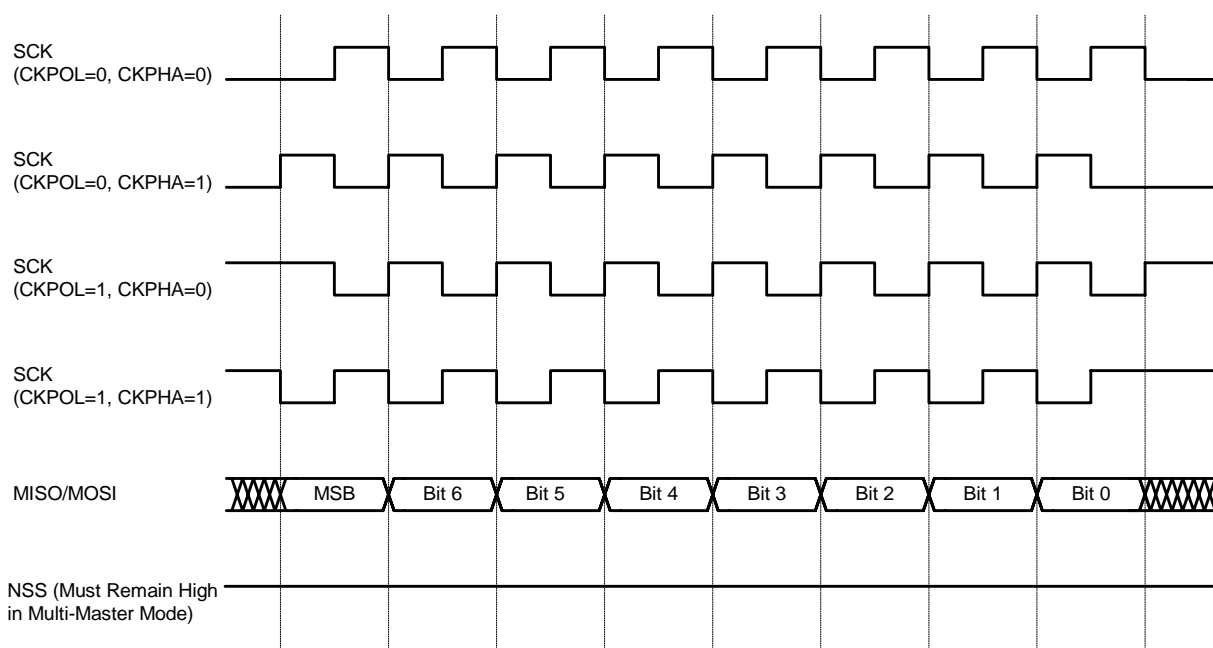 SCK
(CKPOL=0, CKPHA=0)
SCK
(CKPOL=0, CKPHA=1)
SCK
(CKPOL=1, CKPHA=0)
SCK
(CKPOL=1, CKPHA=1)
MISO/MOSI
MSB
Bit 6
Bit 5
Bit 4
Bit 3
Bit 2
Bit 1
Bit 0
NSS (Must Remain High
in Multi-Master Mode)